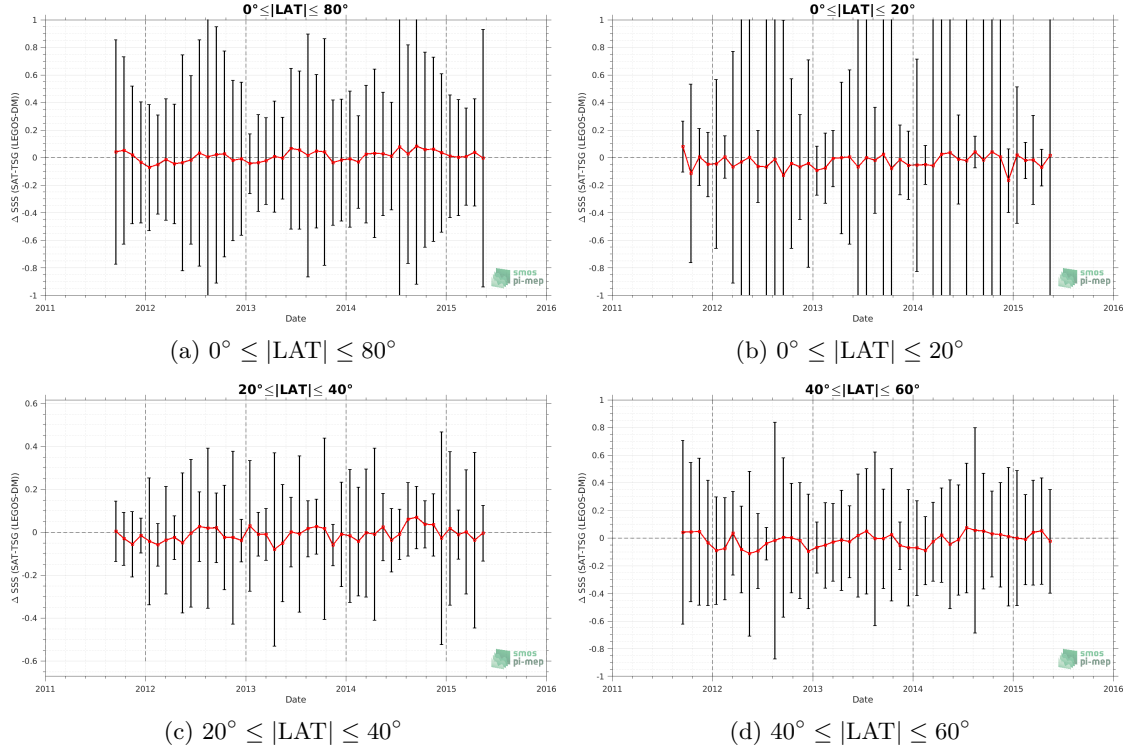 0°≤|LAT|≤ 80°
1
0.8
0.6
0.4
0.2
0
-0.2
-0.4
-0.6
-0.8
-1
Δ SSS (SAT-TSG (LEGOS-DM))
2011 2012 2013 2014 2015 2016
Date
smos
pi-mep
(a) 0° ≤ |LAT| ≤ 80°
0°≤|LAT|≤ 20°
1
0.8
0.6
0.4
0.2
0
-0.2
-0.4
-0.6
-0.8
-1
Δ SSS (SAT-TSG (LEGOS-DM))
2011 2012 2013 2014 2015 2016
Date
smos
pi-mep
(b) 0° ≤ |LAT| ≤ 20°
20°≤|LAT|≤ 40°
0.6
0.4
0.2
0
-0.2
-0.4
-0.6
Δ SSS (SAT-TSG (LEGOS-DM))
2011 2012 2013 2014 2015 2016
Date
smos
pi-mep
(c) 20° ≤ |LAT| ≤ 40°
40°≤|LAT|≤ 60°
1
0.8
0.6
0.4
0.2
0
-0.2
-0.4
-0.6
-0.8
-1
Δ SSS (SAT-TSG (LEGOS-DM))
2011 2012 2013 2014 2015 2016
Date
smos
pi-mep
(d) 40° ≤ |LAT| ≤ 60°